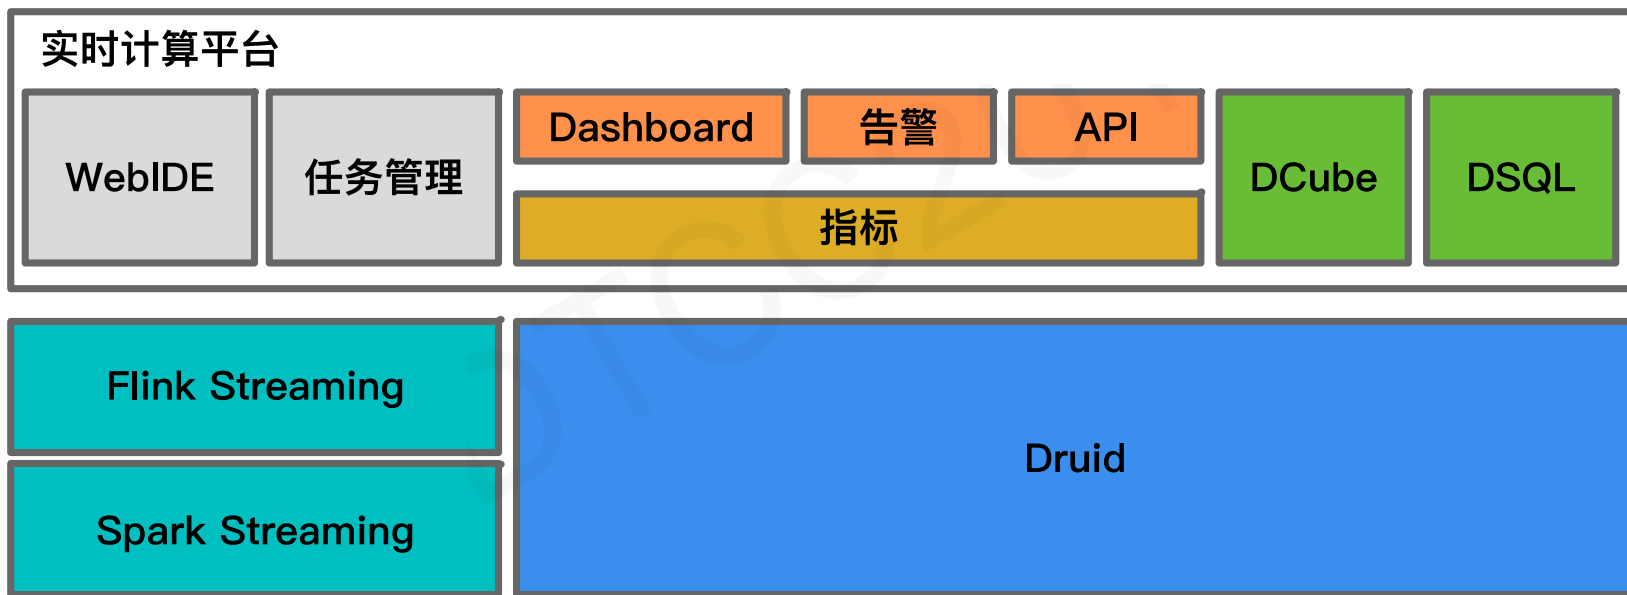 实时计算平台
WebIDE
任务管理
Dashboard
告警
API
指标
DCube
DSQL
Flink Streaming
Spark Streaming
Druid